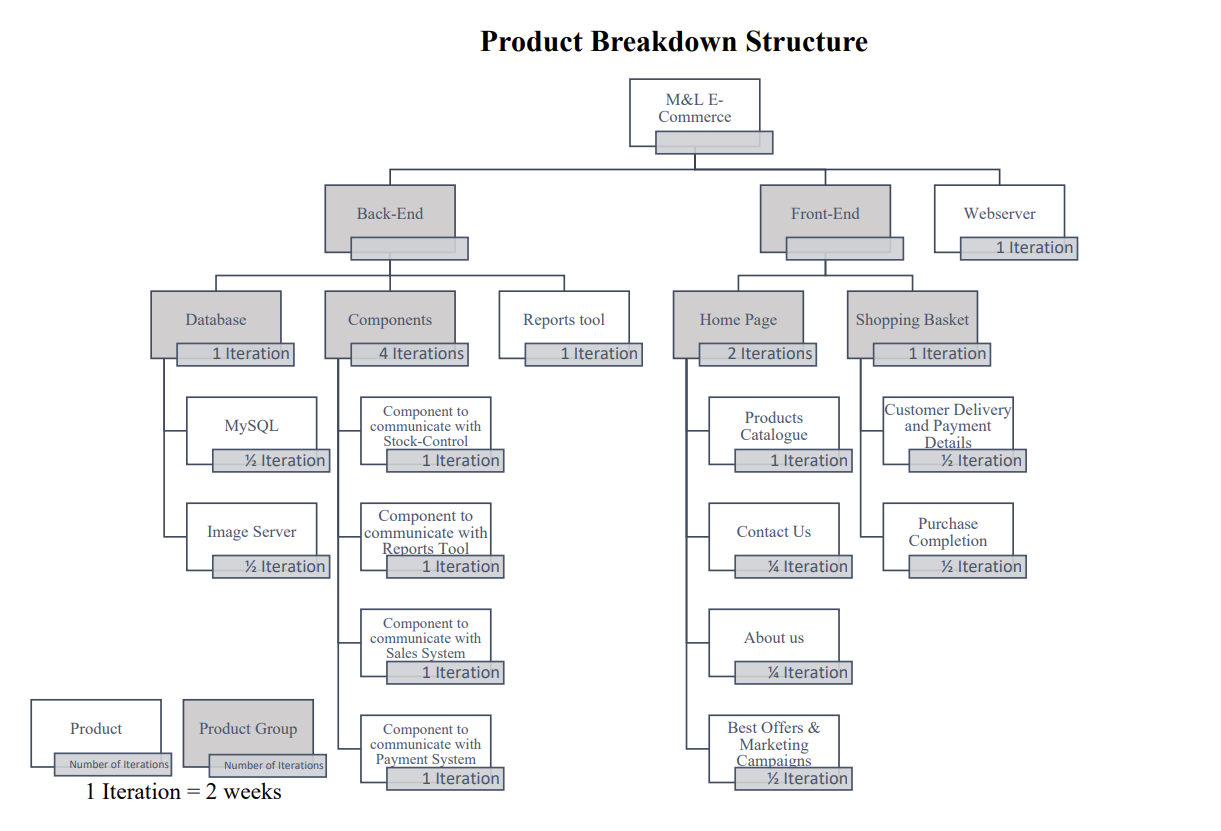 Product Breakdown Structure
M&L E-
Commerce
Back-End
Front-End
Webserver
1 Iteration
Database
1 Iteration
Components
4 Iterations
Reports tool
1 Iteration
Home Page
2 Iterations
Shopping Basket
1 Iteration
MySQL
½ Iteration
Component to
communicate with
Stock-Control
1 Iteration
Products
Catalogue
1 Iteration
Customer Delivery
and Payment
Details
½ Iteration
Image Server
½ Iteration
Component to
communicate with
Reports Tool
1 Iteration
Contact Us
¼ Iteration
Purchase
Completion
½ Iteration
Component to
communicate with
Sales System
1 Iteration
About us
¼ Iteration
Component to
communicate with
Payment System
1 Iteration
Best Offers &
Marketing
Campaigns
½ Iteration
Product
Number of Iterations
Product Group
Number of Iterations
1 Iteration = 2 weeks